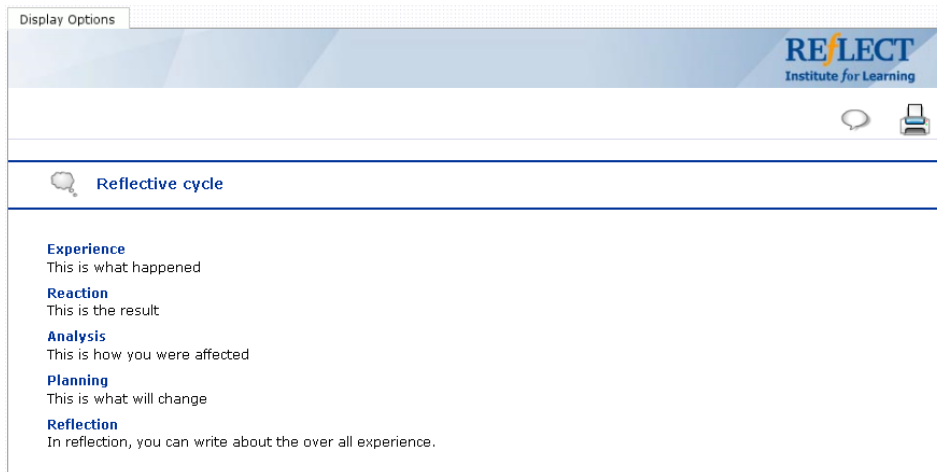 Display Options
REfLECT
Institute for Learning
Reflective cycle
Experience
This is what happened
Reaction
This is the result
Analysis
This is how you were affected
Planning
This is what will change
Reflection
In reflection, you can write about the over all experience.